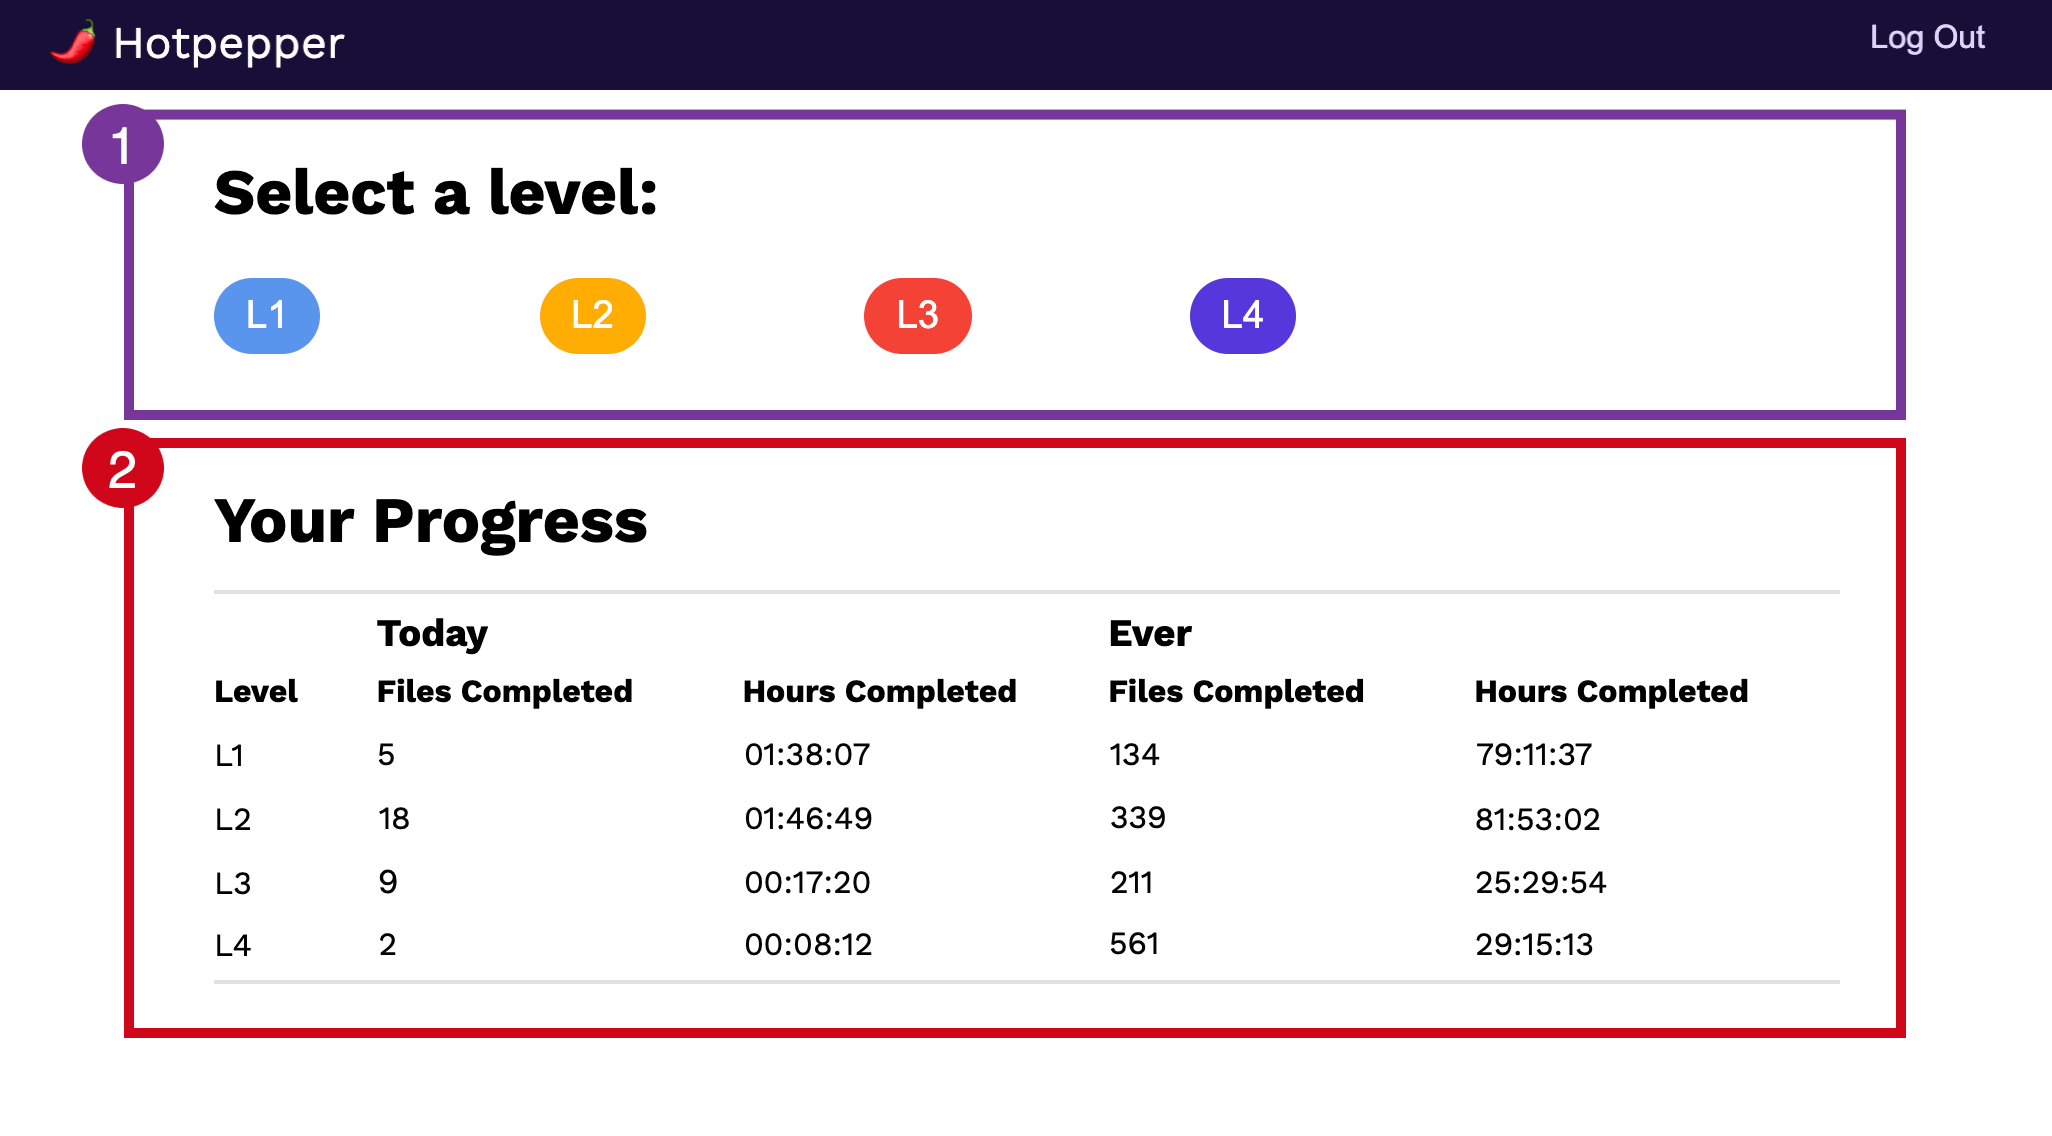 Hotpepper Log Out
1
Select a level:
L1 L2 L3 L4
2
Your Progress
Today Ever
Level Files Completed Hours Completed Files Completed Hours Completed
L1 5 01:38:07 134 79:11:37
L2 18 01:46:49 339 81:53:02
L3 9 00:17:20 211 25:29:54
L4 2 00:08:12 561 29:15:13